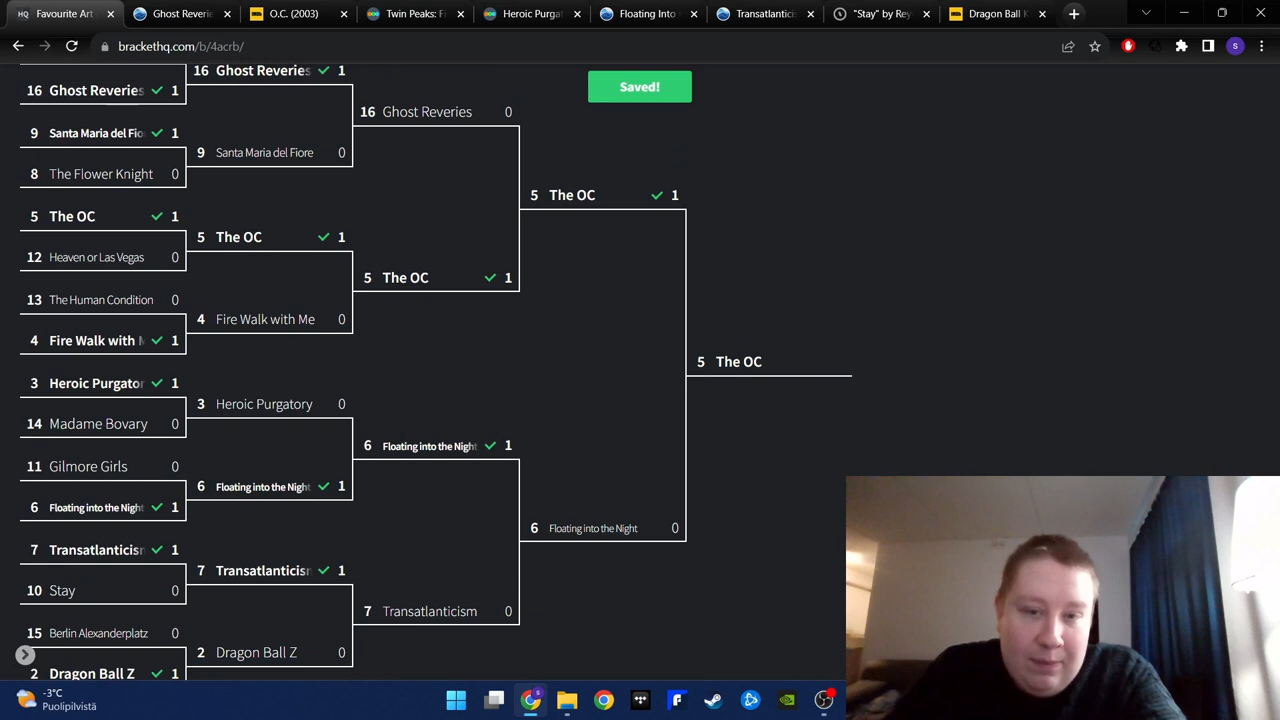 Favourite Art
Ghost Reverie
O.C. (2003)
Twin Peaks: Fi
Heroic Purgat
Floating Into
Transatlantici
"Stay" by Rey
Dragon Ball K
brackethq.com/b/4acrb/
Saved!
16 Ghost Reveries 1
9 Santa Maria del Fio 1
8 The Flower Knight 0
5 The OC 1
12 Heaven or Las Vegas 0
13 The Human Condition 0
4 Fire Walk with M 1
3 Heroic Purgator 1
14 Madame Bovary 0
11 Gilmore Girls 0
6 Floating into the Night 1
7 Transatlanticism 1
10 Stay 0
15 Berlin Alexanderplatz 0
2 Dragon Ball Z 1
16 Ghost Reveries 1
9 Santa Maria del Fiore 0
5 The OC 1
4 Fire Walk with Me 0
3 Heroic Purgatory 0
6 Floating into the Night 1
7 Transatlanticism 1
2 Dragon Ball Z 0
16 Ghost Reveries 0
5 The OC 1
6 Floating into the Night 1
7 Transatlanticism 0
5 The OC 1
6 Floating into the Night 0
5 The OC
-3°C
Puolipilvistä